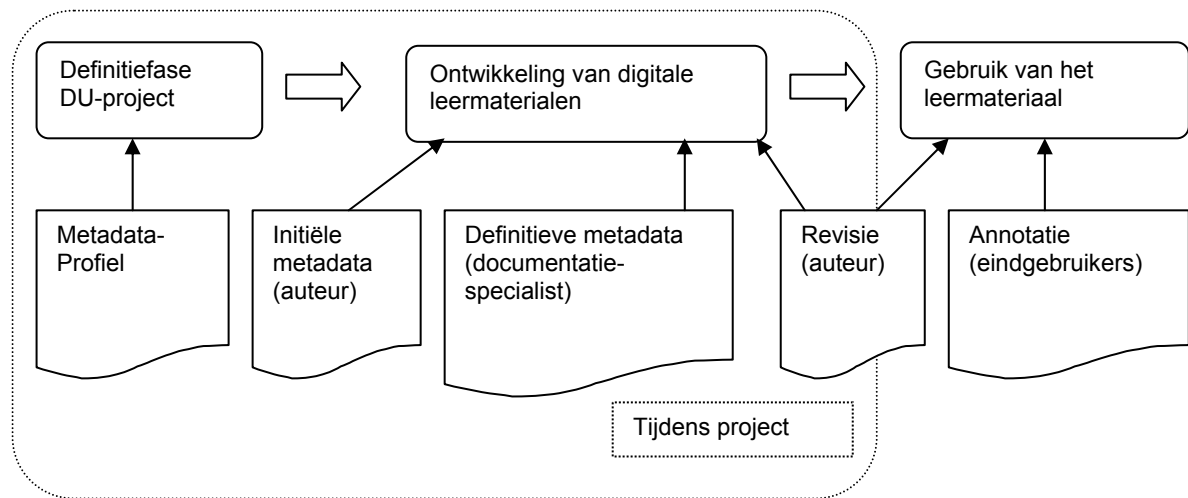 Definitiefase
DU-project
Ontwikkeling van digitale
leermaterialen
Gebruik van het
leermateriaal
Metadata-
Profiel
Initiële
metadata
(auteur)
Definitieve metadata
(documentatie-
specialist)
Revisie
(auteur)
Annotatie
(eindgebruikers)
Tijdens project